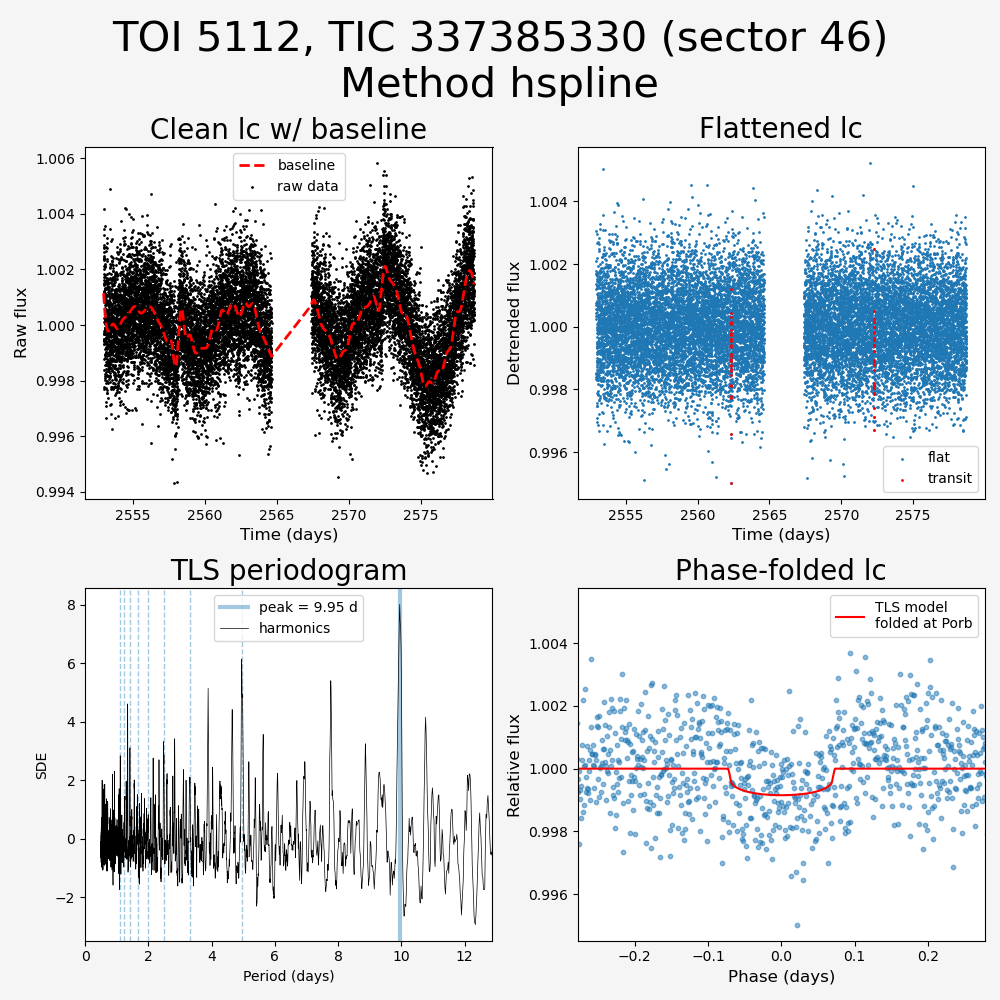 TOI 5112, TIC 337385330 (sector 46)
Method hspline
Clean lc w/ baseline
baseline
raw data
1.006
1.004
1.002
1.000
0.998
0.996
0.994
Raw flux
2555
2560
2565
2570
2575
Time (days)
Flattened lc
1.004
1.002
1.000
0.998
0.996
Detrended flux
flat
transit
2555
2560
2565
2570
2575
Time (days)
TLS periodogram
peak = 9.95 d
harmonics
8
6
4
2
0
−2
SDE
0
2
4
6
8
10
12
Period (days)
Phase-folded lc
TLS model
folded at Porb
1.004
1.002
1.000
0.998
0.996
Relative flux
−0.2
−0.1
0.0
0.1
0.2
Phase (days)